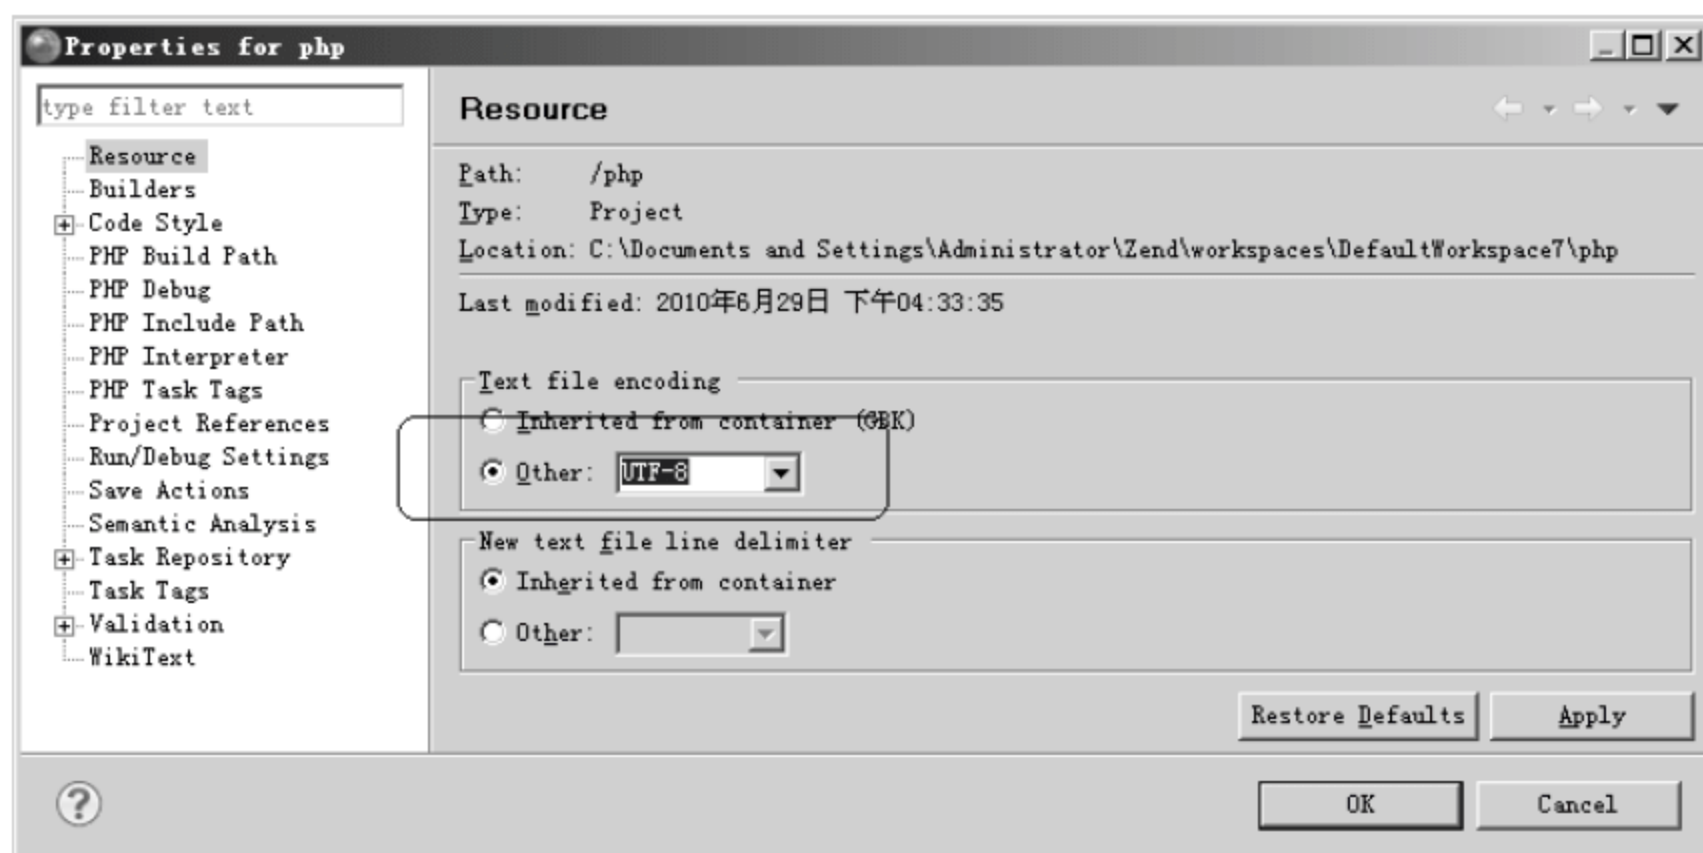 Properties for php
type filter text
Resource
Builders
Code Style
PHP Build Path
PHP Debug
PHP Include Path
PHP Interpreter
PHP Task Tags
Project References
Run/Debug Settings
Save Actions
Semantic Analysis
Task Repository
Task Tags
Validation
WikiText
Resource
Path: /php
Type: Project
Location: C:\Documents and Settings\Administrator\Zend\workspaces\DefaultWorkspace7\php
Last modified: 2010年6月29日 下午04:33:35
Text file encoding
Inherited from container (GBK)
Other: UTF-8
New text file line delimiter
Inherited from container
Other:
Restore Defaults
Apply
?
OK
Cancel